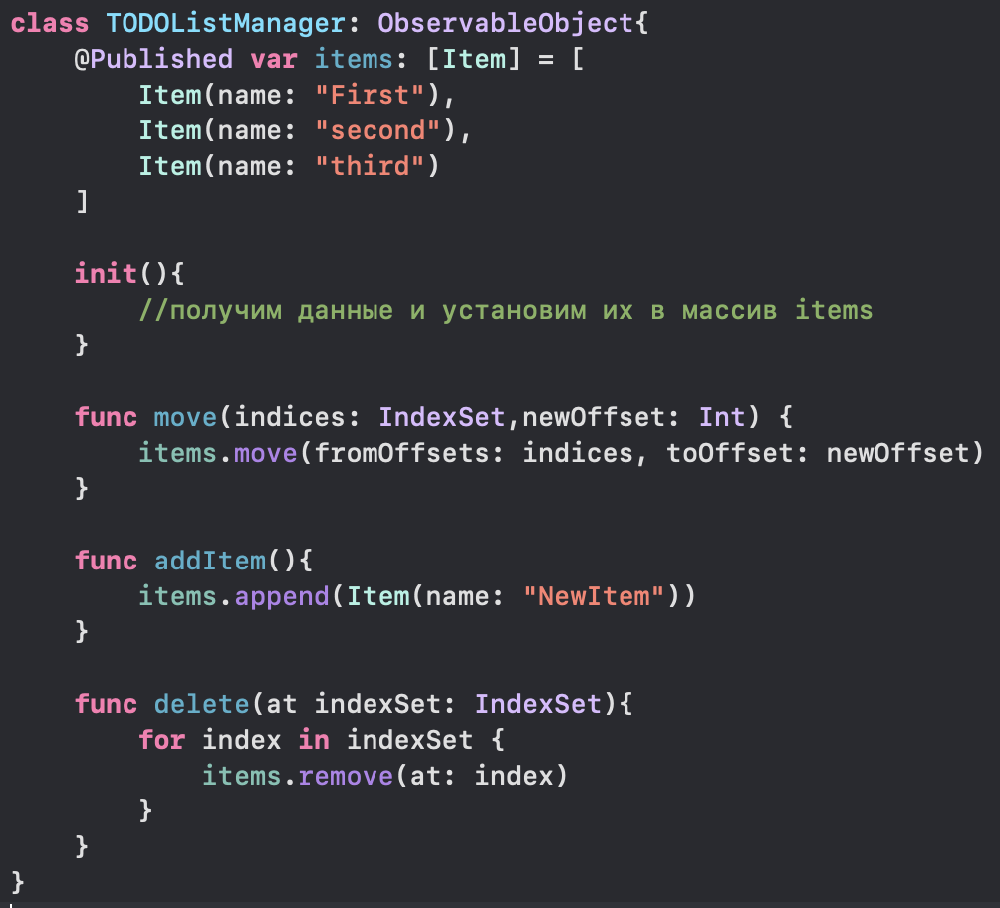 class TODOListManager: ObservableObject{
    @Published var items: [Item] = [
        Item(name: "First"),
        Item(name: "second"),
        Item(name: "third")
    ]

    init(){
        //получим данные и установим их в массив items
    }

    func move(indices: IndexSet,newOffset: Int) {
        items.move(fromOffsets: indices, toOffset: newOffset)
    }

    func addItem(){
        items.append(Item(name: "NewItem"))
    }

    func delete(at indexSet: IndexSet){
        for index in indexSet {
            items.remove(at: index)
        }
    }
}